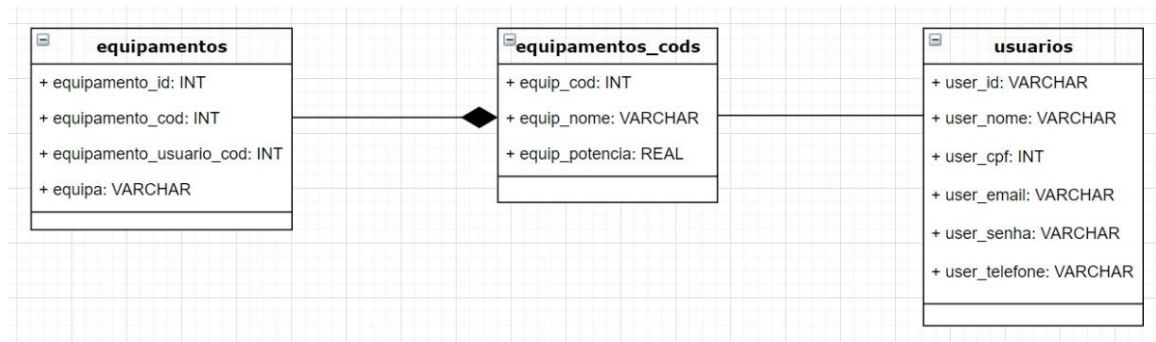 equipamentos
+ equipamento_id: INT
+ equipamento_cod: INT
+ equipamento_usuario_cod: INT
+ equipa: VARCHAR
equipamentos_cods
+ equip_cod: INT
+ equip_nome: VARCHAR
+ equip_potencia: REAL
usuarios
+ user_id: VARCHAR
+ user_nome: VARCHAR
+ user_cpf: INT
+ user_email: VARCHAR
+ user_senha: VARCHAR
+ user_telefone: VARCHAR